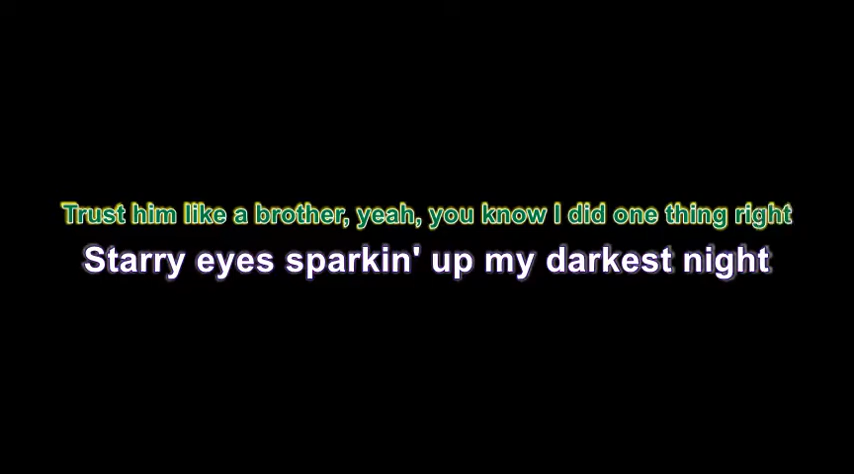 Trust him like a brother, yeah, you know I did one thing right
Starry eyes sparkin' up my darkest night